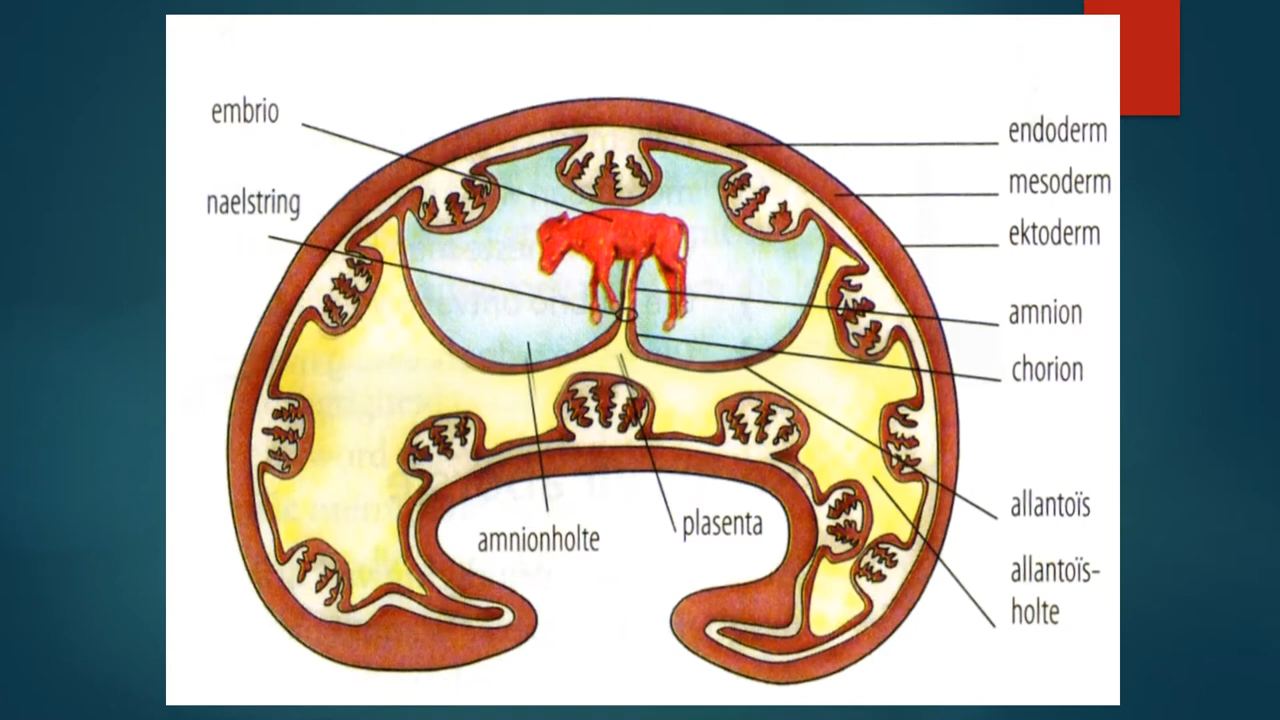 embrio
naelstring
endoderm
mesoderm
ektoderm
amnion
chorion
allantoïs
allantoïs-
holte
amnionholte
plasenta